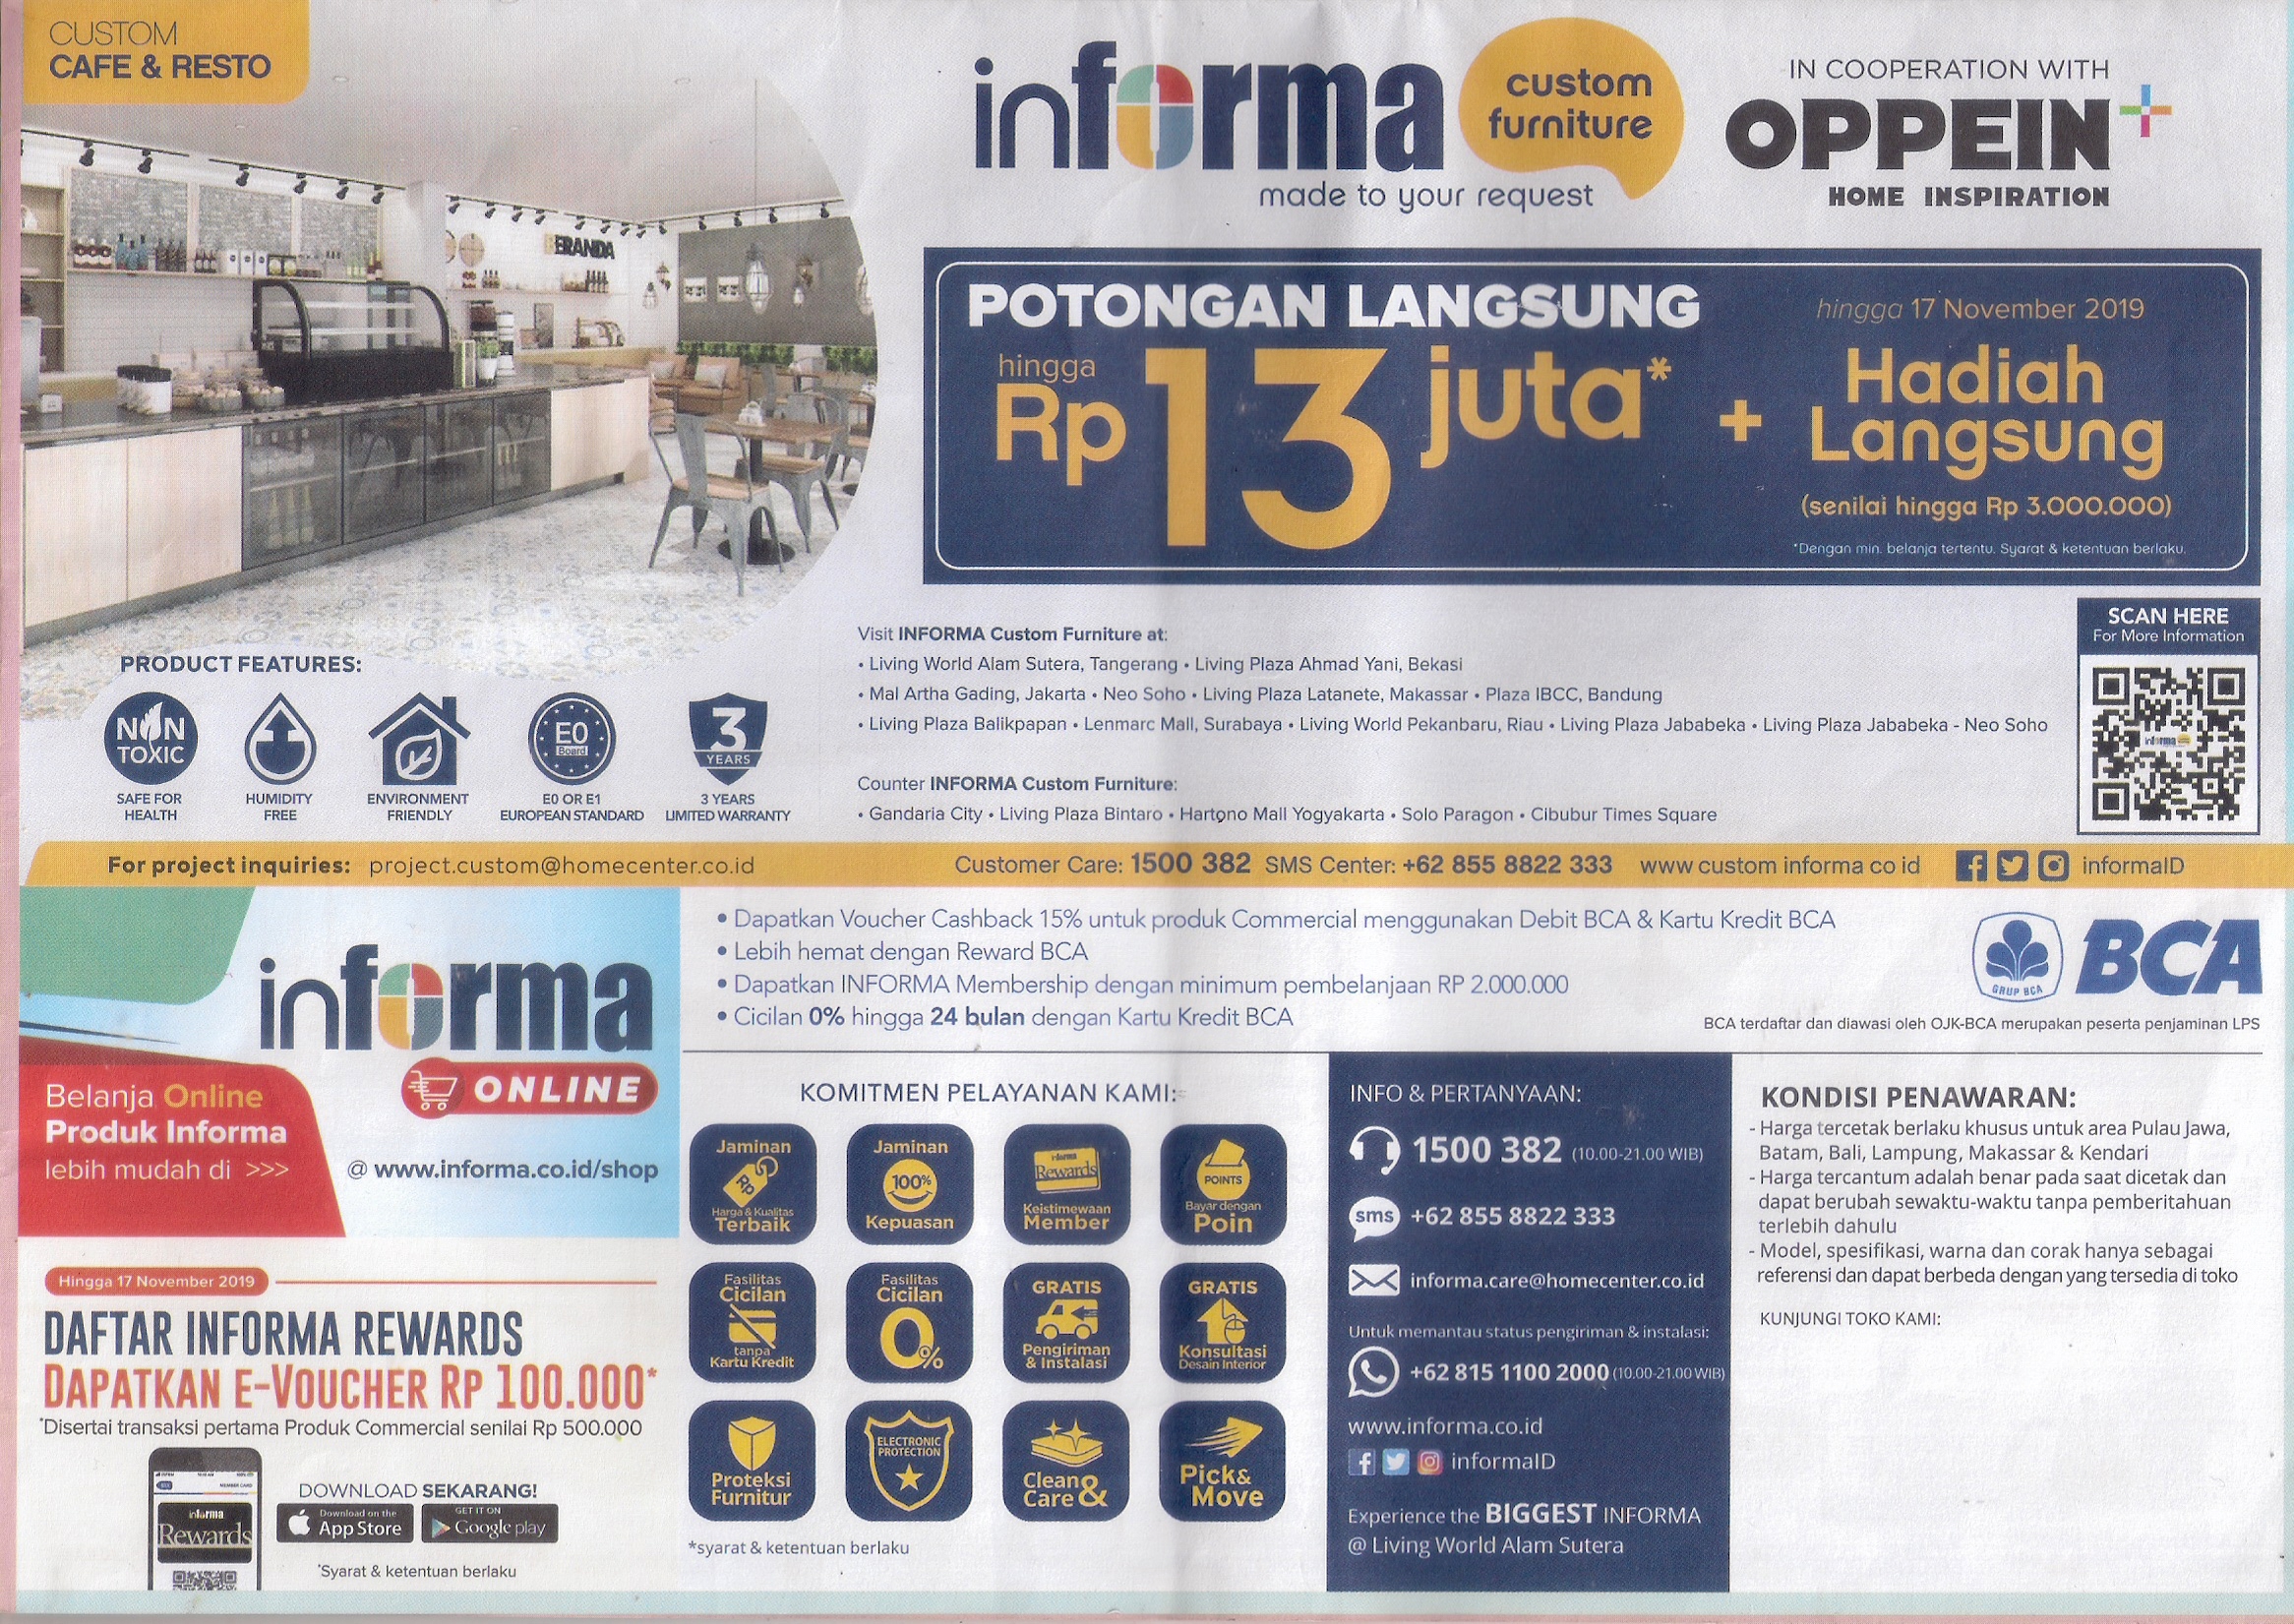 CUSTOM
CAFE & RESTO
ERANDA
informa
custom
furniture
made to your request
IN COOPERATION WITH
OPPEIN
HOME INSPIRATION
POTONGAN LANGSUNG
hingga
Rp 13 juta*
+
hingga 17 November 2019
Hadiah
Langsung
(senilai hingga Rp 3.000.000)
*Dengan min. belanja tertentu. Syarat & ketentuan berlaku.
PRODUCT FEATURES:
NON
TOXIC
SAFE FOR
HEALTH
HUMIDITY
FREE
ENVIRONMENT
FRIENDLY
E0
Board
E0 OR E1
EUROPEAN STANDARD
3
YEARS
3 YEARS
LIMITED WARRANTY
Visit INFORMA Custom Furniture at:
• Living World Alam Sutera, Tangerang • Living Plaza Ahmad Yani, Bekasi
• Mal Artha Gading, Jakarta • Neo Soho • Living Plaza Latanete, Makassar • Plaza IBCC, Bandung
• Living Plaza Balikpapan • Lenmarc Mall, Surabaya • Living World Pekanbaru, Riau • Living Plaza Jababeka • Living Plaza Jababeka - Neo Soho
Counter INFORMA Custom Furniture:
• Gandaria City • Living Plaza Bintaro • Hartono Mall Yogyakarta • Solo Paragon • Cibubur Times Square
SCAN HERE
For More Information
informa
For project inquiries: project.custom@homecenter.co.id
Customer Care: 1500 382 SMS Center: +62 855 8822 333 www custom informa co id informaID
informa
ONLINE
Belanja Online
Produk Informa
lebih mudah di >>>
@ www.informa.co.id/shop
• Dapatkan Voucher Cashback 15% untuk produk Commercial menggunakan Debit BCA & Kartu Kredit BCA
• Lebih hemat dengan Reward BCA
• Dapatkan INFORMA Membership dengan minimum pembelanjaan RP 2.000.000
• Cicilan 0% hingga 24 bulan dengan Kartu Kredit BCA
GRUP BCA
BCA
BCA terdaftar dan diawasi oleh OJK-BCA merupakan peserta penjaminan LPS
Hingga 17 November 2019
DAFTAR INFORMA REWARDS
DAPATKAN E-VOUCHER RP 100.000*
*Disertai transaksi pertama Produk Commercial senilai Rp 500.000
MEMBER CARD
informa
Rewards
DOWNLOAD SEKARANG!
Download on the
App Store
GET IT ON
Google play
*Syarat & ketentuan berlaku
KOMITMEN PELAYANAN KAMI:
Jaminan
Rp
Harga & Kualitas
Terbaik
Jaminan
100%
Kepuasan
informa
Rewards
Keistimewaan
Member
POINTS
Bayar dengan
Poin
Fasilitas
Cicilan
tanpa
Kartu Kredit
Fasilitas
Cicilan
0%
GRATIS
Pengiriman
& Instalasi
GRATIS
Konsultasi
Desain Interior
Proteksi
Furnitur
ELECTRONIC
PROTECTION
Clean &
Care
Pick&
Move
*syarat & ketentuan berlaku
INFO & PERTANYAAN:
1500 382 (10.00-21.00 WIB)
sms +62 855 8822 333
informa.care@homecenter.co.id
Untuk memantau status pengiriman & instalasi:
+62 815 1100 2000 (10.00-21.00 WIB)
www.informa.co.id
informaID
Experience the BIGGEST INFORMA
@ Living World Alam Sutera
KONDISI PENAWARAN:
- Harga tercetak berlaku khusus untuk area Pulau Jawa,
Batam, Bali, Lampung, Makassar & Kendari
- Harga tercantum adalah benar pada saat dicetak dan
dapat berubah sewaktu-waktu tanpa pemberitahuan
terlebih dahulu
- Model, spesifikasi, warna dan corak hanya sebagai
referensi dan dapat berbeda dengan yang tersedia di toko
KUNJUNGI TOKO KAMI: